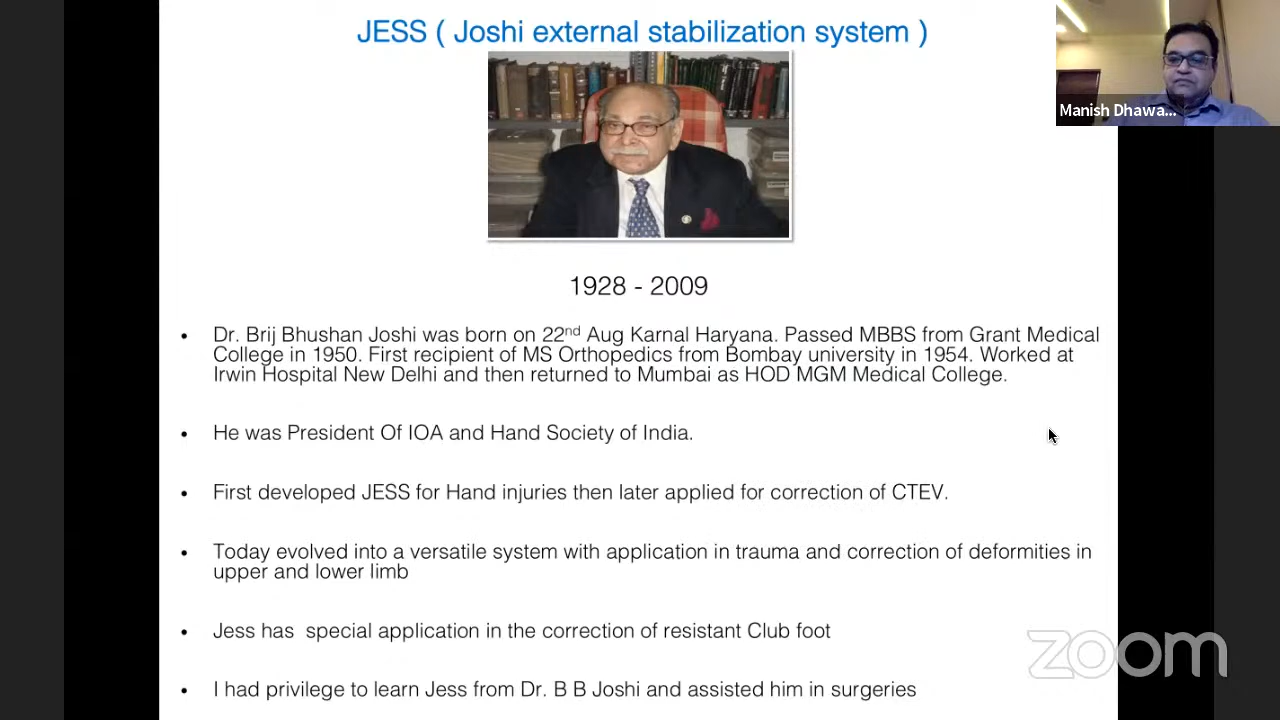 JESS ( Joshi external stabilization system )
Manish Dhawa...
1928 - 2009
• Dr. Brij Bhushan Joshi was born on 22nd Aug Karnal Haryana. Passed MBBS from Grant Medical
College in 1950. First recipient of MS Orthopedics from Bombay university in 1954. Worked at
Irwin Hospital New Delhi and then returned to Mumbai as HOD MGM Medical College.
• He was President Of IOA and Hand Society of India.
• First developed JESS for Hand injuries then later applied for correction of CTEV.
• Today evolved into a versatile system with application in trauma and correction of deformities in
upper and lower limb
• Jess has  special application in the correction of resistant Club foot
• I had privilege to learn Jess from Dr. B B Joshi and assisted him in surgeries
zoom